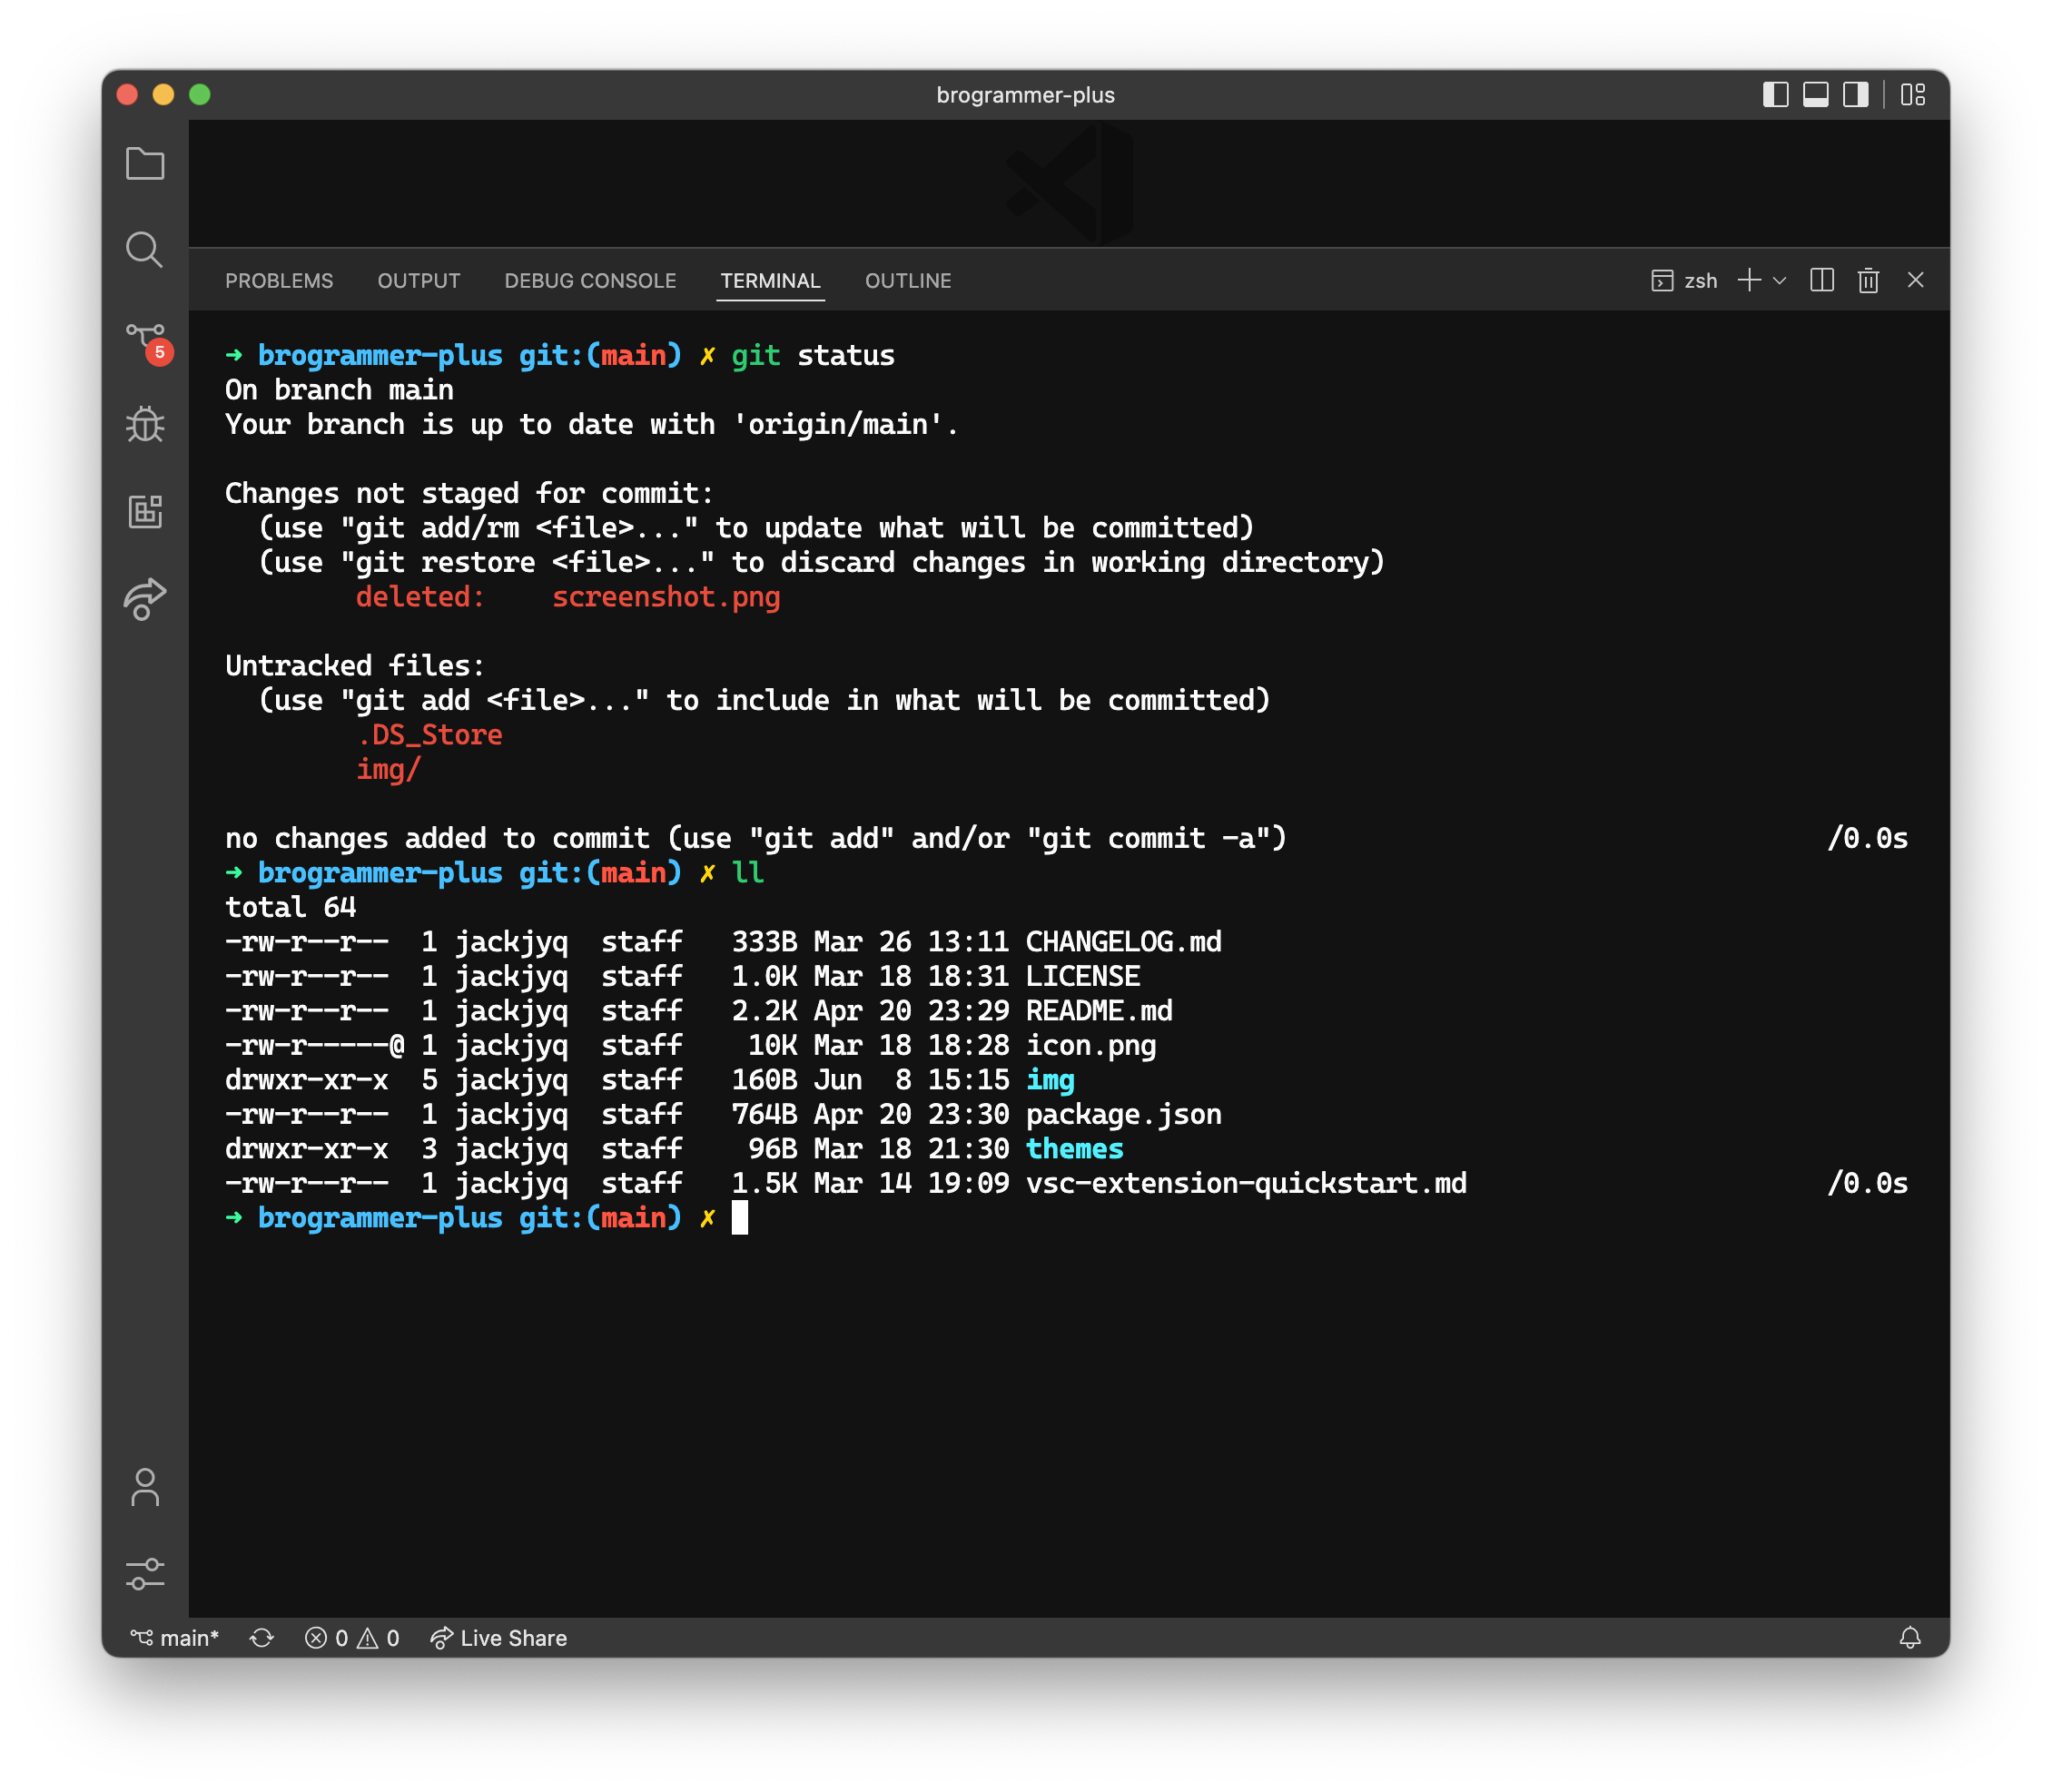 brogrammer-plus
PROBLEMS OUTPUT DEBUG CONSOLE TERMINAL OUTLINE zsh
5
➜ brogrammer-plus git:(main) ✗ git status
On branch main
Your branch is up to date with 'origin/main'.
Changes not staged for commit:
(use "git add/rm <file>..." to update what will be committed)
(use "git restore <file>..." to discard changes in working directory)
deleted: screenshot.png
Untracked files:
(use "git add <file>..." to include in what will be committed)
.DS_Store
img/
no changes added to commit (use "git add" and/or "git commit -a") /0.0s
➜ brogrammer-plus git:(main) ✗ ll
total 64
-rw-r--r-- 1 jackjyq staff 333B Mar 26 13:11 CHANGELOG.md
-rw-r--r-- 1 jackjyq staff 1.0K Mar 18 18:31 LICENSE
-rw-r--r-- 1 jackjyq staff 2.2K Apr 20 23:29 README.md
-rw-r-----@ 1 jackjyq staff 10K Mar 18 18:28 icon.png
drwxr-xr-x 5 jackjyq staff 160B Jun 8 15:15 img
-rw-r--r-- 1 jackjyq staff 764B Apr 20 23:30 package.json
drwxr-xr-x 3 jackjyq staff 96B Mar 18 21:30 themes
-rw-r--r-- 1 jackjyq staff 1.5K Mar 14 19:09 vsc-extension-quickstart.md /0.0s
➜ brogrammer-plus git:(main) ✗
main* 0 0 Live Share